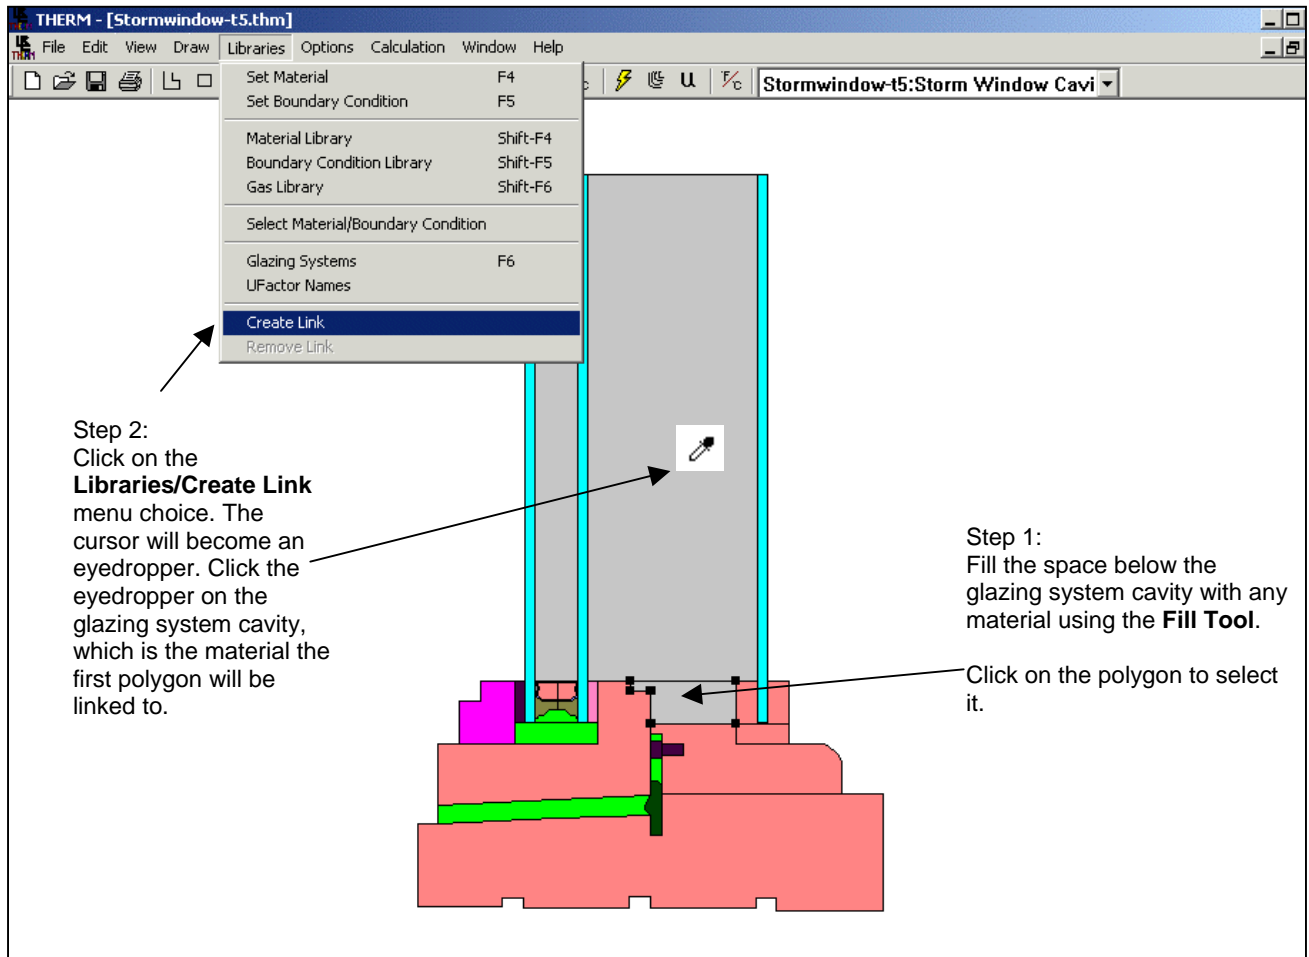 THERM - [Stormwindow-t5.thm]
File Edit View Draw Libraries Options Calculation Window Help
U F/C Stormwindow-t5:Storm Window Cavi
Set Material F4
Set Boundary Condition F5
Material Library Shift-F4
Boundary Condition Library Shift-F5
Gas Library Shift-F6
Select Material/Boundary Condition
Glazing Systems F6
UFactor Names
Create Link
Remove Link
Step 2:
Click on the
Libraries/Create Link
menu choice. The
cursor will become an
eyedropper. Click the
eyedropper on the
glazing system cavity,
which is the material the
first polygon will be
linked to.
Step 1:
Fill the space below the
glazing system cavity with any
material using the Fill Tool.
Click on the polygon to select
it.